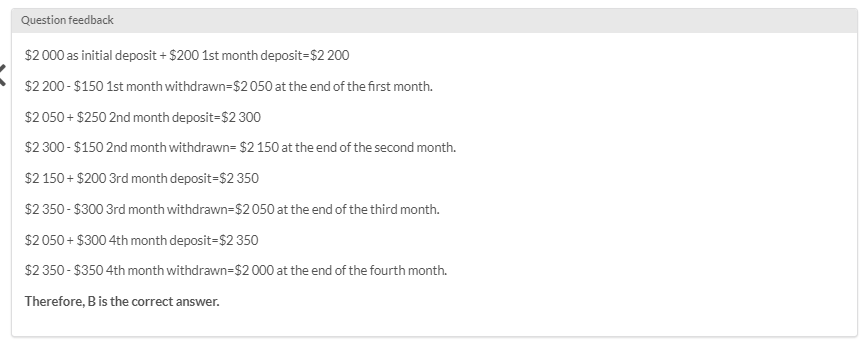 Question feedback
$2 000 as initial deposit + $200 1st month deposit=$2 200
$2 200 - $150 1st month withdrawn=$2 050 at the end of the first month.
$2 050 + $250 2nd month deposit=$2 300
$2 300 - $150 2nd month withdrawn= $2 150 at the end of the second month.
$2 150 + $200 3rd month deposit=$2 350
$2 350 - $300 3rd month withdrawn=$2 050 at the end of the third month.
$2 050 + $300 4th month deposit=$2 350
$2 350 - $350 4th month withdrawn=$2 000 at the end of the fourth month.
Therefore, B is the correct answer.